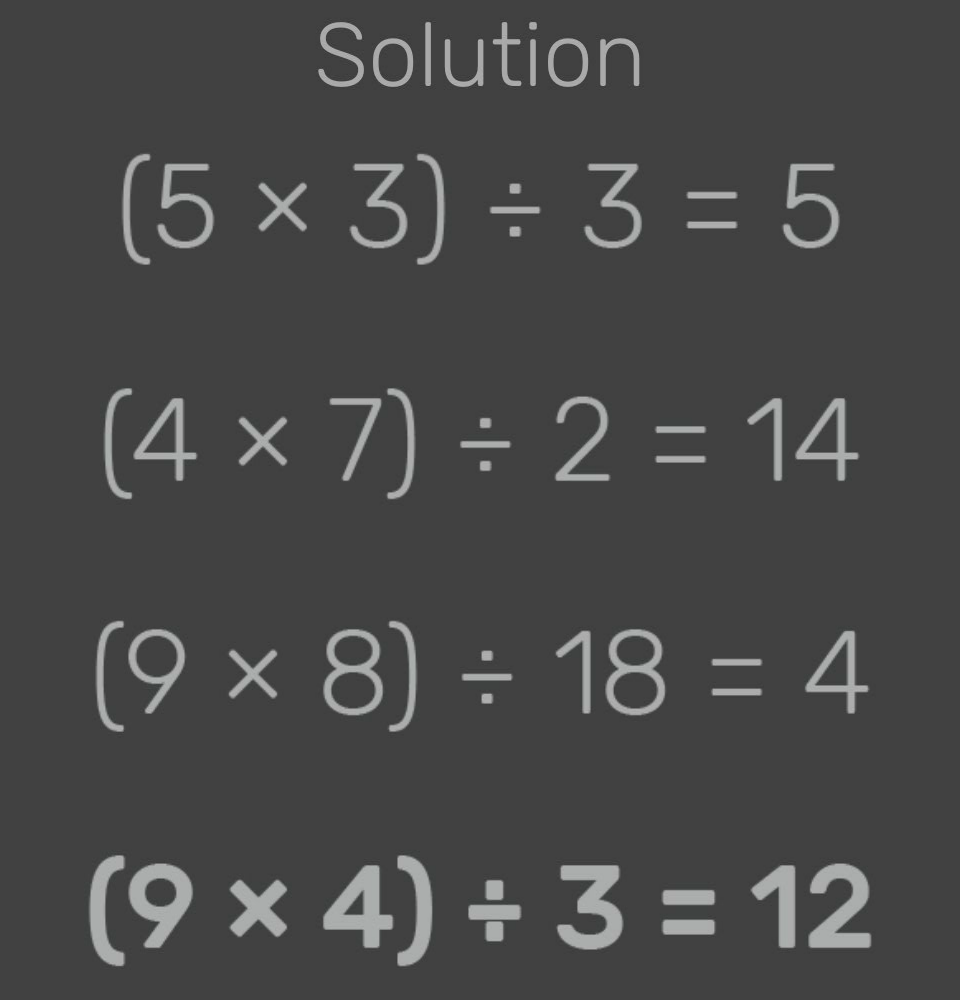 Solution
(5 × 3) ÷ 3 = 5
(4 × 7) ÷ 2 = 14
(9 × 8) ÷ 18 = 4
(9 × 4) ÷ 3 = 12